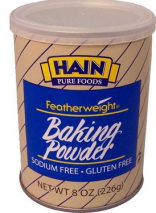 HAIN
PURE FOODS
Featherweight®
Baking
Powder
SODIUM FREE • GLUTEN FREE
NET WT 8 OZ. (226g)